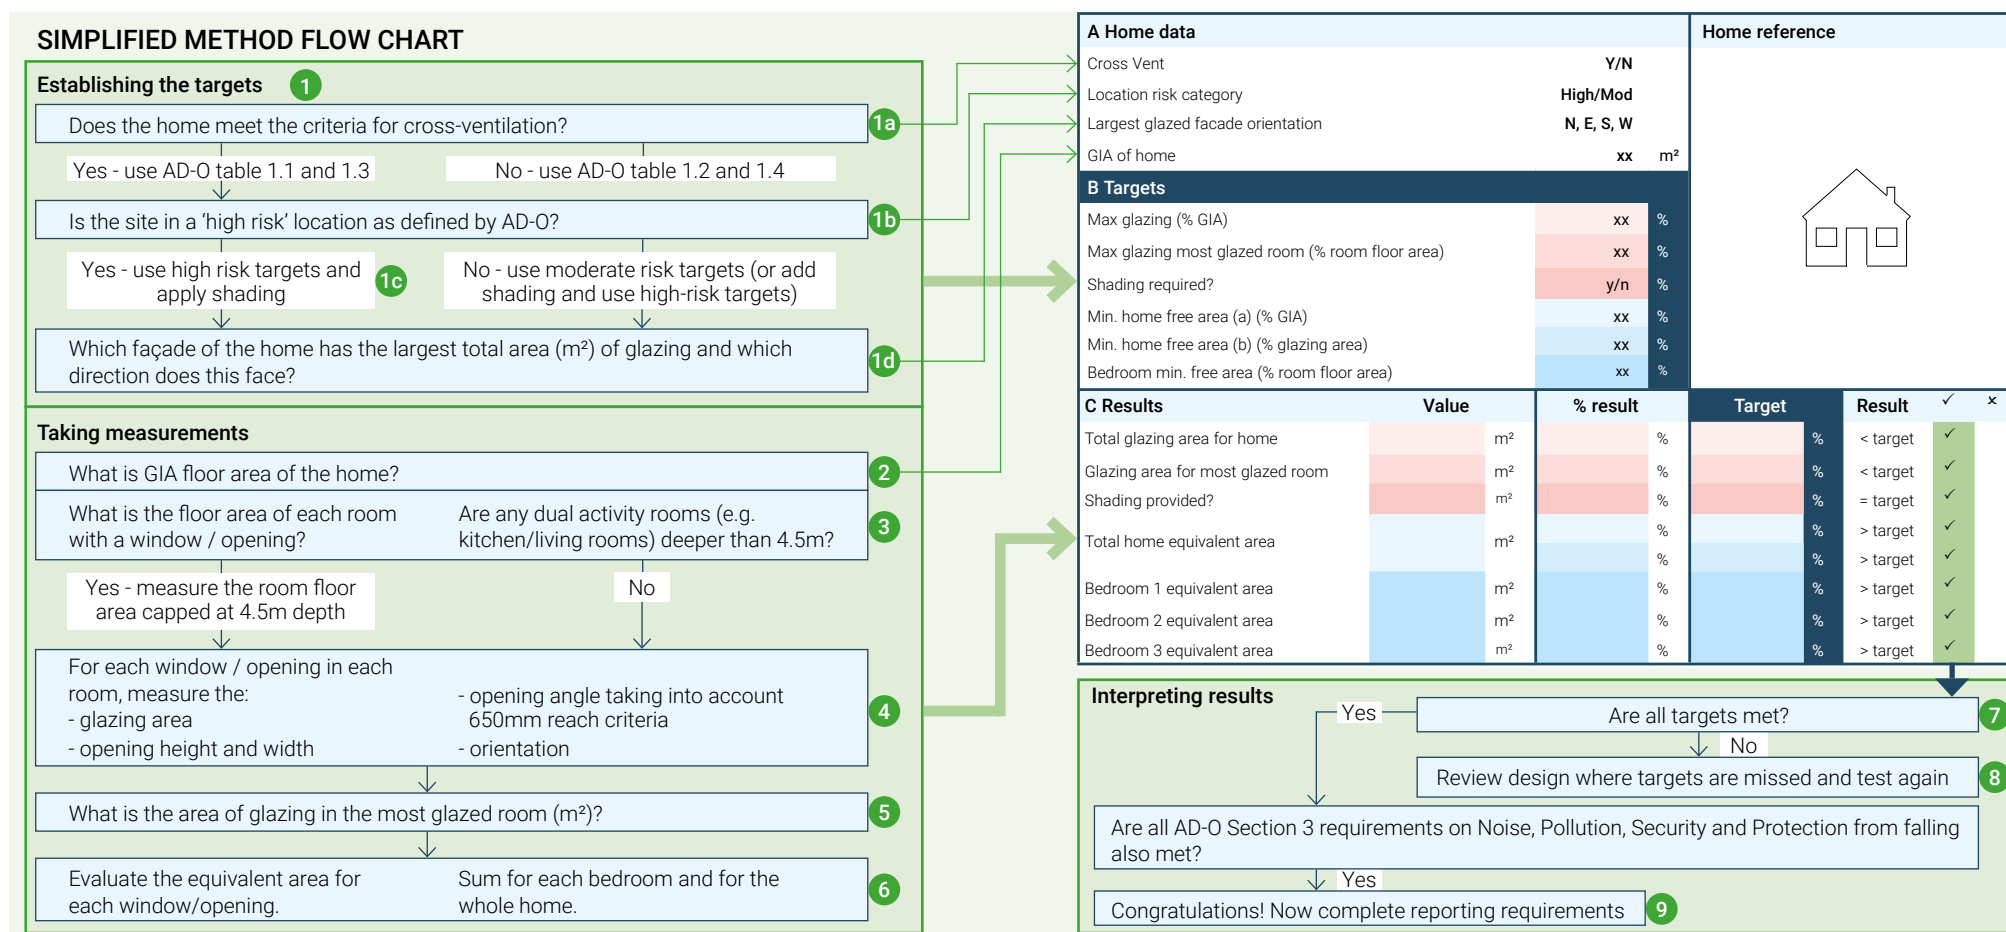 SIMPLIFIED METHOD FLOW CHART
Establishing the targets 1
Does the home meet the criteria for cross-ventilation? 1a
Yes - use AD-O table 1.1 and 1.3
No - use AD-O table 1.2 and 1.4
Is the site in a ‘high risk’ location as defined by AD-O? 1b
Yes - use high risk targets and
apply shading
1c
No - use moderate risk targets (or add
shading and use high-risk targets)
Which façade of the home has the largest total area (m²) of glazing and which
direction does this face?
1d
Taking measurements
What is GIA floor area of the home? 2
What is the floor area of each room
with a window / opening?
Are any dual activity rooms (e.g.
kitchen/living rooms) deeper than 4.5m?
3
Yes - measure the room floor
area capped at 4.5m depth
No
For each window / opening in each
room, measure the:
- glazing area
- opening height and width
- opening angle taking into account
650mm reach criteria
- orientation
4
What is the area of glazing in the most glazed room (m²)? 5
Evaluate the equivalent area for
each window/opening.
Sum for each bedroom and for the
whole home.
6
A Home data
Cross Vent Y/N
Location risk category High/Mod
Largest glazed facade orientation N, E, S, W
GIA of home xx m²
Home reference
B Targets
Max glazing (% GIA) xx %
Max glazing most glazed room (% room floor area) xx %
Shading required? y/n %
Min. home free area (a) (% GIA) xx %
Min. home free area (b) (% glazing area) xx %
Bedroom min. free area (% room floor area) xx %
C Results Value % result Target Result ✓ x
Total glazing area for home m² % % < target ✓
Glazing area for most glazed room m² % % < target ✓
Shading provided? m² % % = target ✓
Total home equivalent area m² % % > target ✓
% % > target ✓
Bedroom 1 equivalent area m² % % > target ✓
Bedroom 2 equivalent area m² % % > target ✓
Bedroom 3 equivalent area m² % % > target ✓
Interpreting results
Yes
Are all targets met? 7
No
Review design where targets are missed and test again 8
Are all AD-O Section 3 requirements on Noise, Pollution, Security and Protection from falling
also met?
Yes
Congratulations! Now complete reporting requirements 9